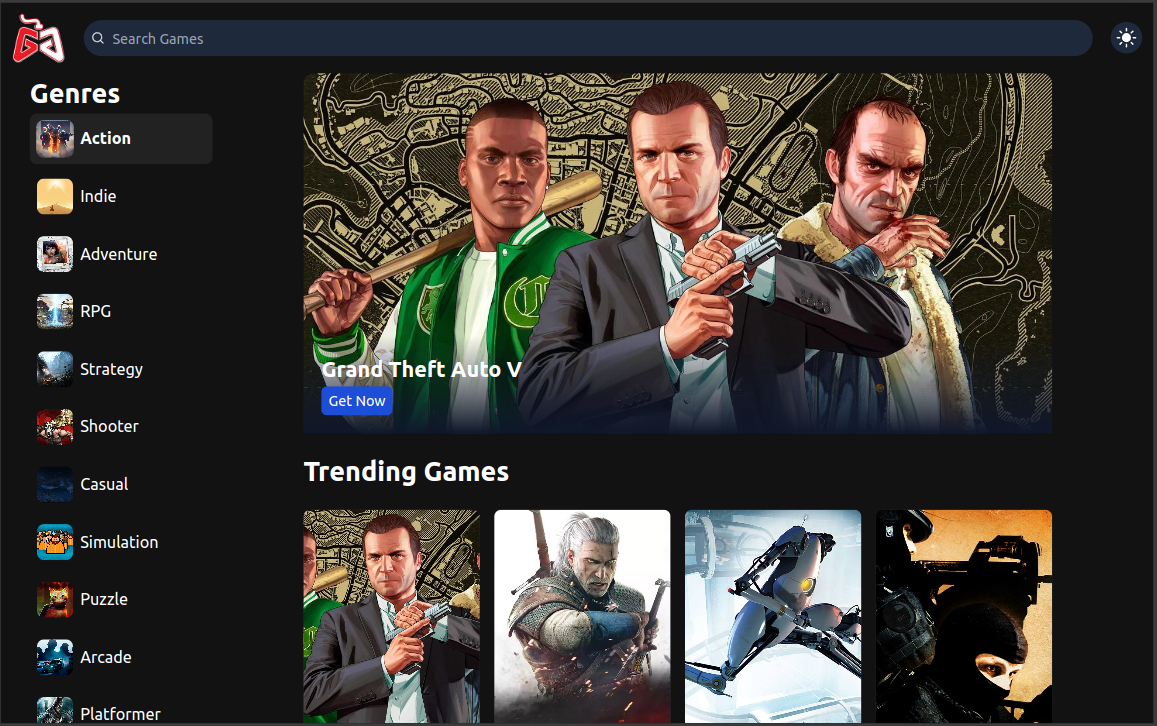 Search Games
Genres
Action
Indie
Adventure
RPG
Strategy
Shooter
Casual
Simulation
Puzzle
Arcade
Platformer
Grand Theft Auto V
Get Now
Trending Games